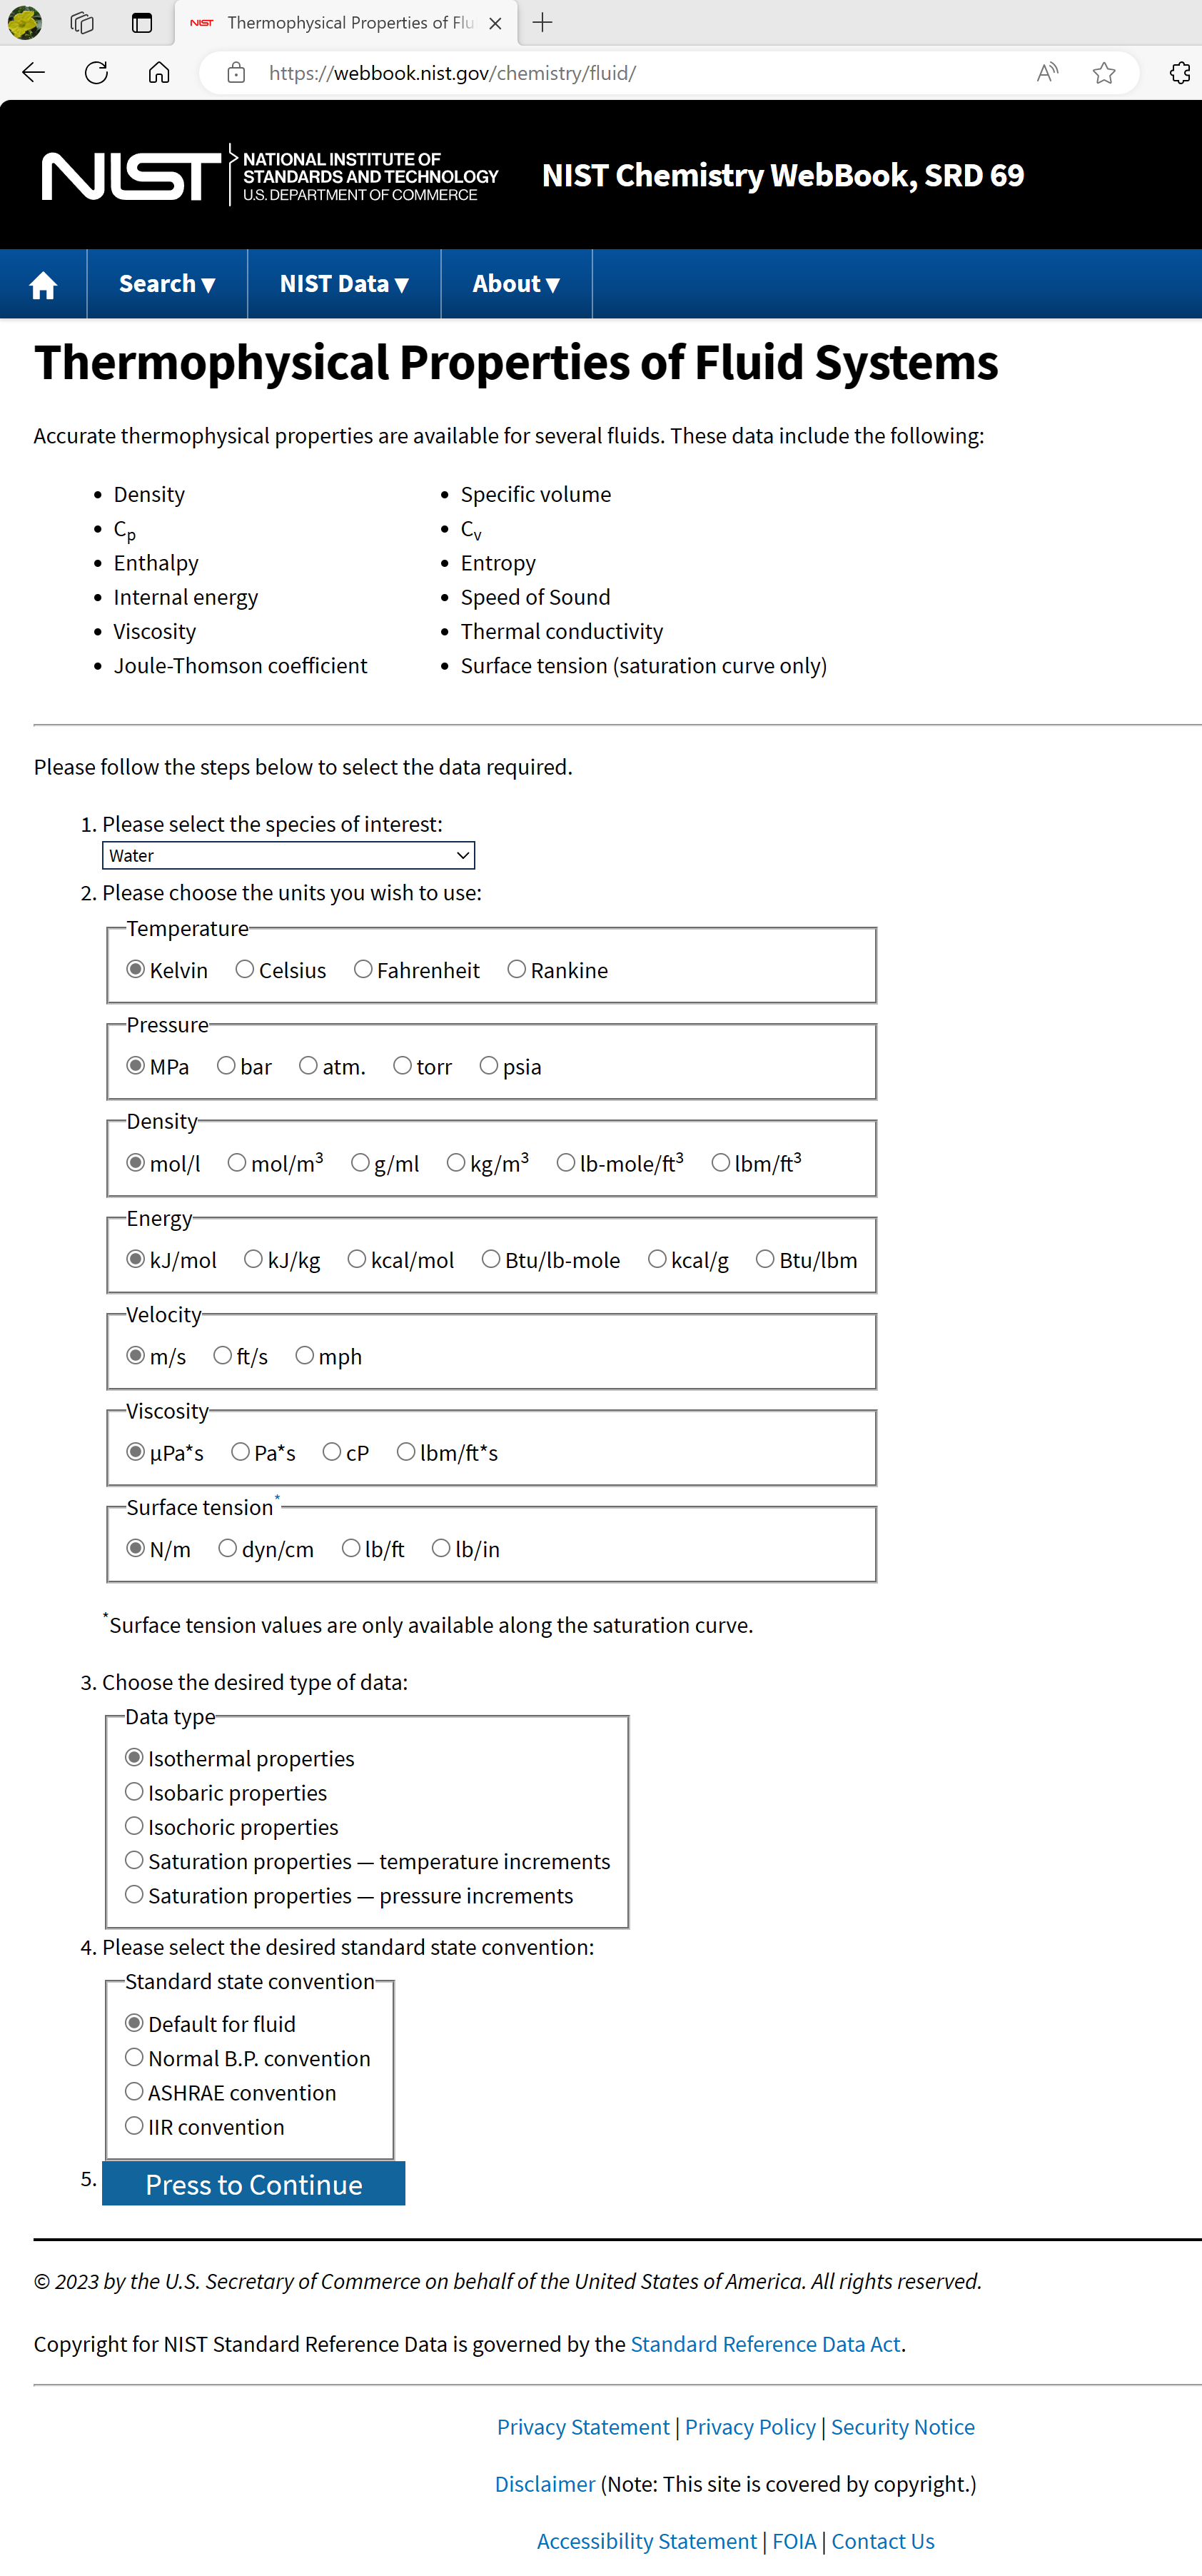 NIST Thermophysical Properties of Flu
https://webbook.nist.gov/chemistry/fluid/
NIST
NATIONAL INSTITUTE OF
STANDARDS AND TECHNOLOGY
U.S. DEPARTMENT OF COMMERCE
NIST Chemistry WebBook, SRD 69
Search ▾ NIST Data ▾ About ▾
Thermophysical Properties of Fluid Systems
Accurate thermophysical properties are available for several fluids. These data include the following:
• Density • Specific volume
• Cp • Cv
• Enthalpy • Entropy
• Internal energy • Speed of Sound
• Viscosity • Thermal conductivity
• Joule-Thomson coefficient • Surface tension (saturation curve only)
Please follow the steps below to select the data required.
1. Please select the species of interest:
Water
2. Please choose the units you wish to use:
Temperature
Kelvin Celsius Fahrenheit Rankine
Pressure
MPa bar atm. torr psia
Density
mol/l mol/m³ g/ml kg/m³ lb-mole/ft³ lbm/ft³
Energy
kJ/mol kJ/kg kcal/mol Btu/lb-mole kcal/g Btu/lbm
Velocity
m/s ft/s mph
Viscosity
μPa*s Pa*s cP lbm/ft*s
Surface tension*
N/m dyn/cm lb/ft lb/in
*Surface tension values are only available along the saturation curve.
3. Choose the desired type of data:
Data type
Isothermal properties
Isobaric properties
Isochoric properties
Saturation properties — temperature increments
Saturation properties — pressure increments
4. Please select the desired standard state convention:
Standard state convention
Default for fluid
Normal B.P. convention
ASHRAE convention
IIR convention
5. Press to Continue
© 2023 by the U.S. Secretary of Commerce on behalf of the United States of America. All rights reserved.
Copyright for NIST Standard Reference Data is governed by the Standard Reference Data Act.
Privacy Statement | Privacy Policy | Security Notice
Disclaimer (Note: This site is covered by copyright.)
Accessibility Statement | FOIA | Contact Us